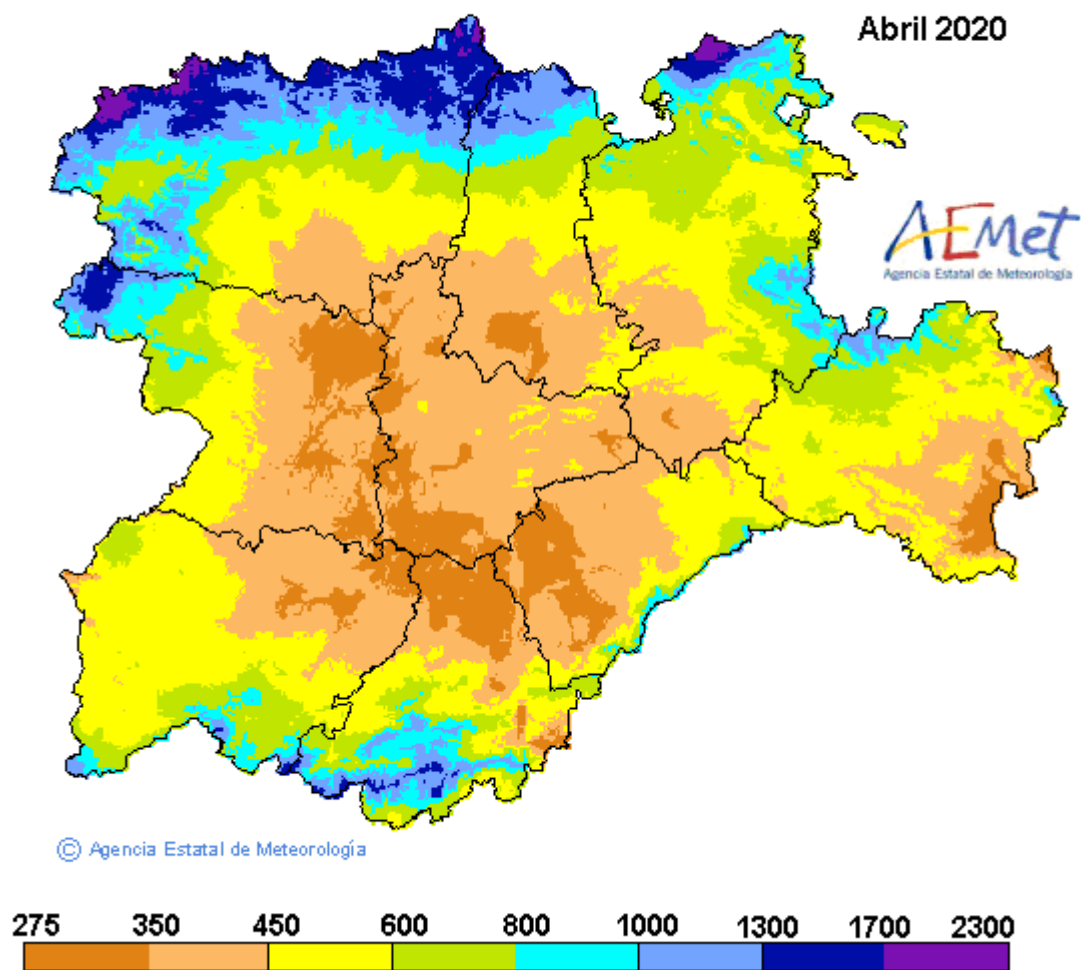 Abril 2020
AEMet
Agencia Estatal de Meteorología
© Agencia Estatal de Meteorología
275 350 450 600 800 1000 1300 1700 2300